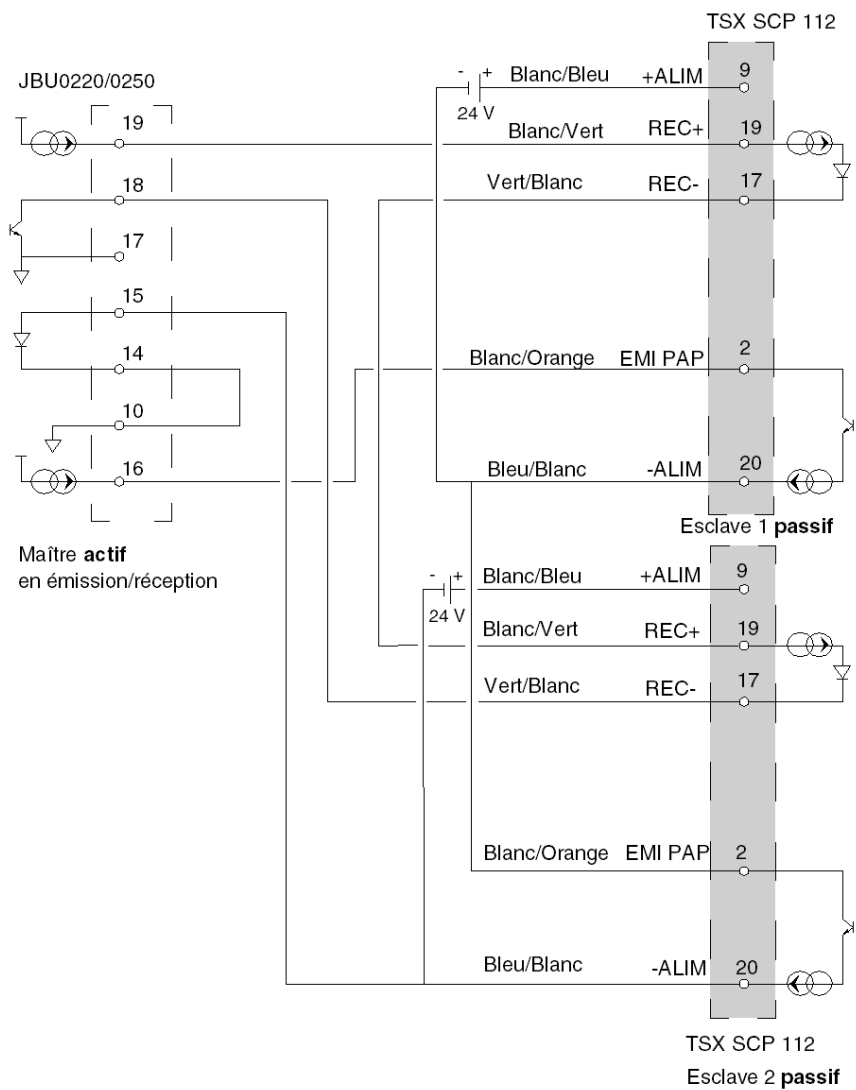 TSX SCP 112
JBU0220/0250
- + Blanc/Bleu +ALIM 9
24 V
19 Blanc/Vert REC+ 19
18 Vert/Blanc REC- 17
17
15
14 Blanc/Orange EMI PAP 2
10
16 Bleu/Blanc -ALIM 20
Esclave 1 passif
Maître actif
en émission/réception
- + Blanc/Bleu +ALIM 9
24 V
Blanc/Vert REC+ 19
Vert/Blanc REC- 17
Blanc/Orange EMI PAP 2
Bleu/Blanc -ALIM 20
TSX SCP 112
Esclave 2 passif